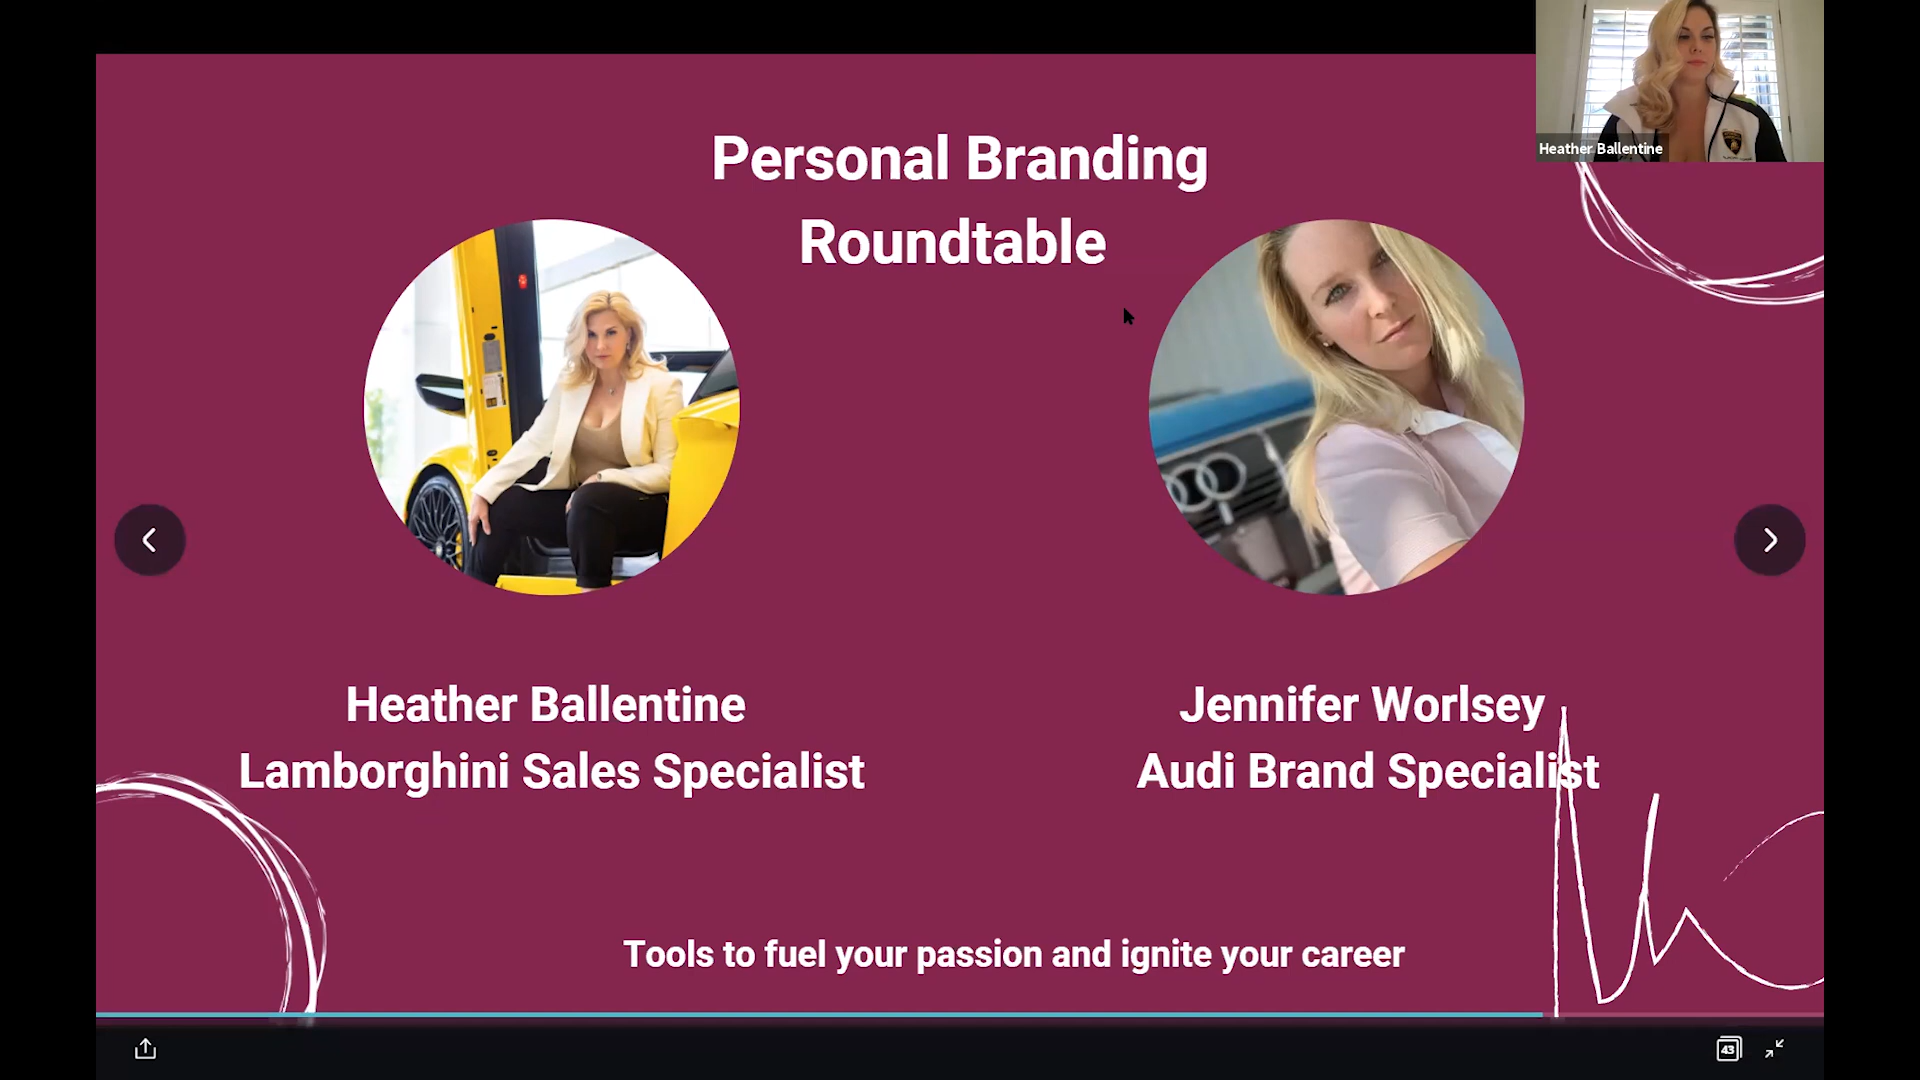 Personal Branding
Roundtable
Heather Ballentine
Heather Ballentine
Lamborghini Sales Specialist
Jennifer Worlsey
Audi Brand Specialist
Tools to fuel your passion and ignite your career
43